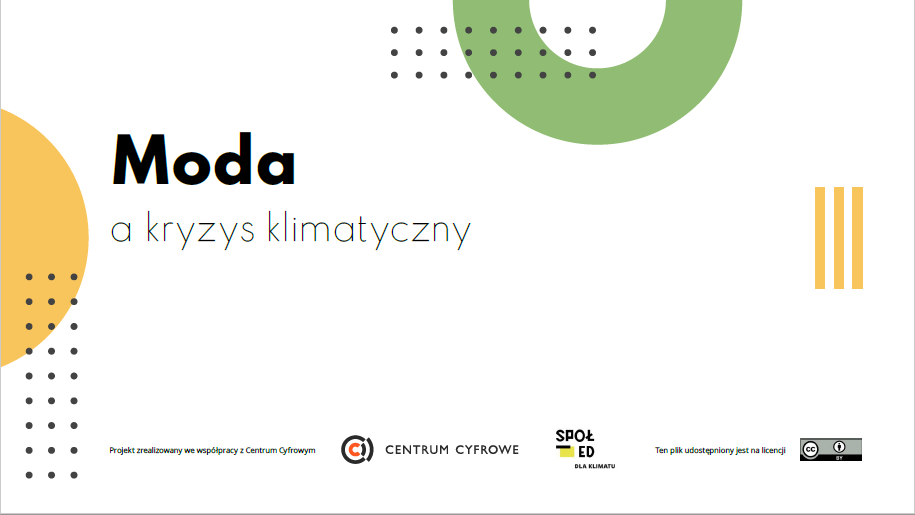 Moda
a kryzys klimatyczny
Projekt zrealizowany we współpracy z Centrum Cyfrowym
CENTRUM CYFROWE
SPOŁ
ED
DLA KLIMATU
Ten plik udostępniony jest na licencji
cc
BY